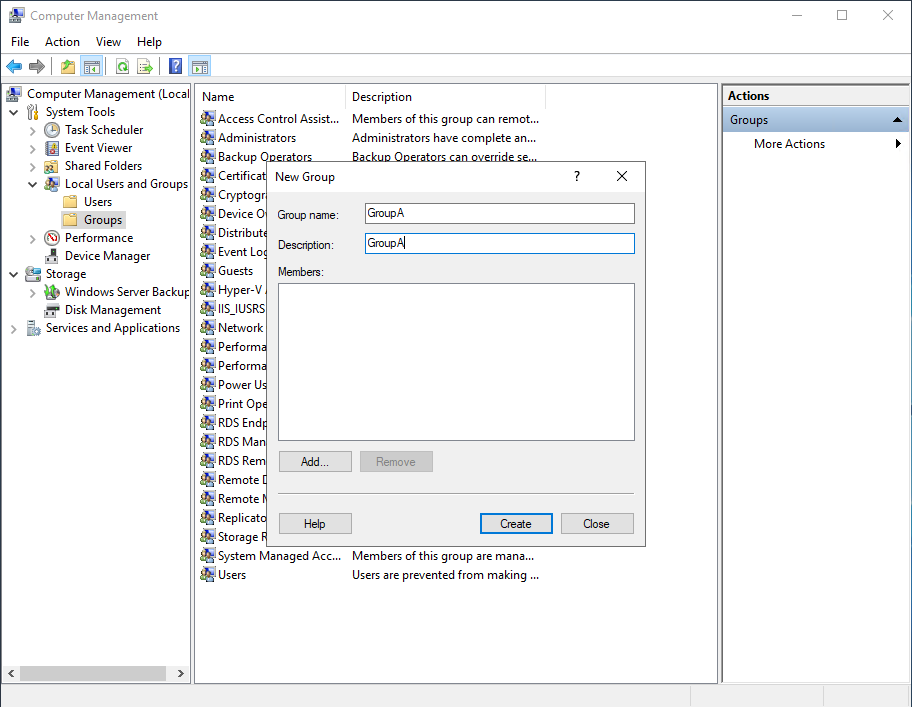 Computer Management
File Action View Help
Computer Management (Local
System Tools
Task Scheduler
Event Viewer
Shared Folders
Local Users and Groups
Users
Groups
Performance
Device Manager
Storage
Windows Server Backup
Disk Management
Services and Applications
Name Description
Access Control Assist... Members of this group can remot...
Administrators Administrators have complete an...
Backup Operators Backup Operators can override se...
Certificat
Cryptogra
Device Ow
Distribute
Event Log
Guests
Hyper-V
IIS_IUSRS
Network
Performa
Performa
Power Us
Print Ope
RDS Endp
RDS Man
RDS Rem
Remote D
Remote M
Replicato
Storage R
System Managed Acc... Members of this group are mana...
Users Users are prevented from making ...
New Group
?
Group name: GroupA
Description: GroupA
Members:
Add... Remove
Help Create Close
Actions
Groups
More Actions